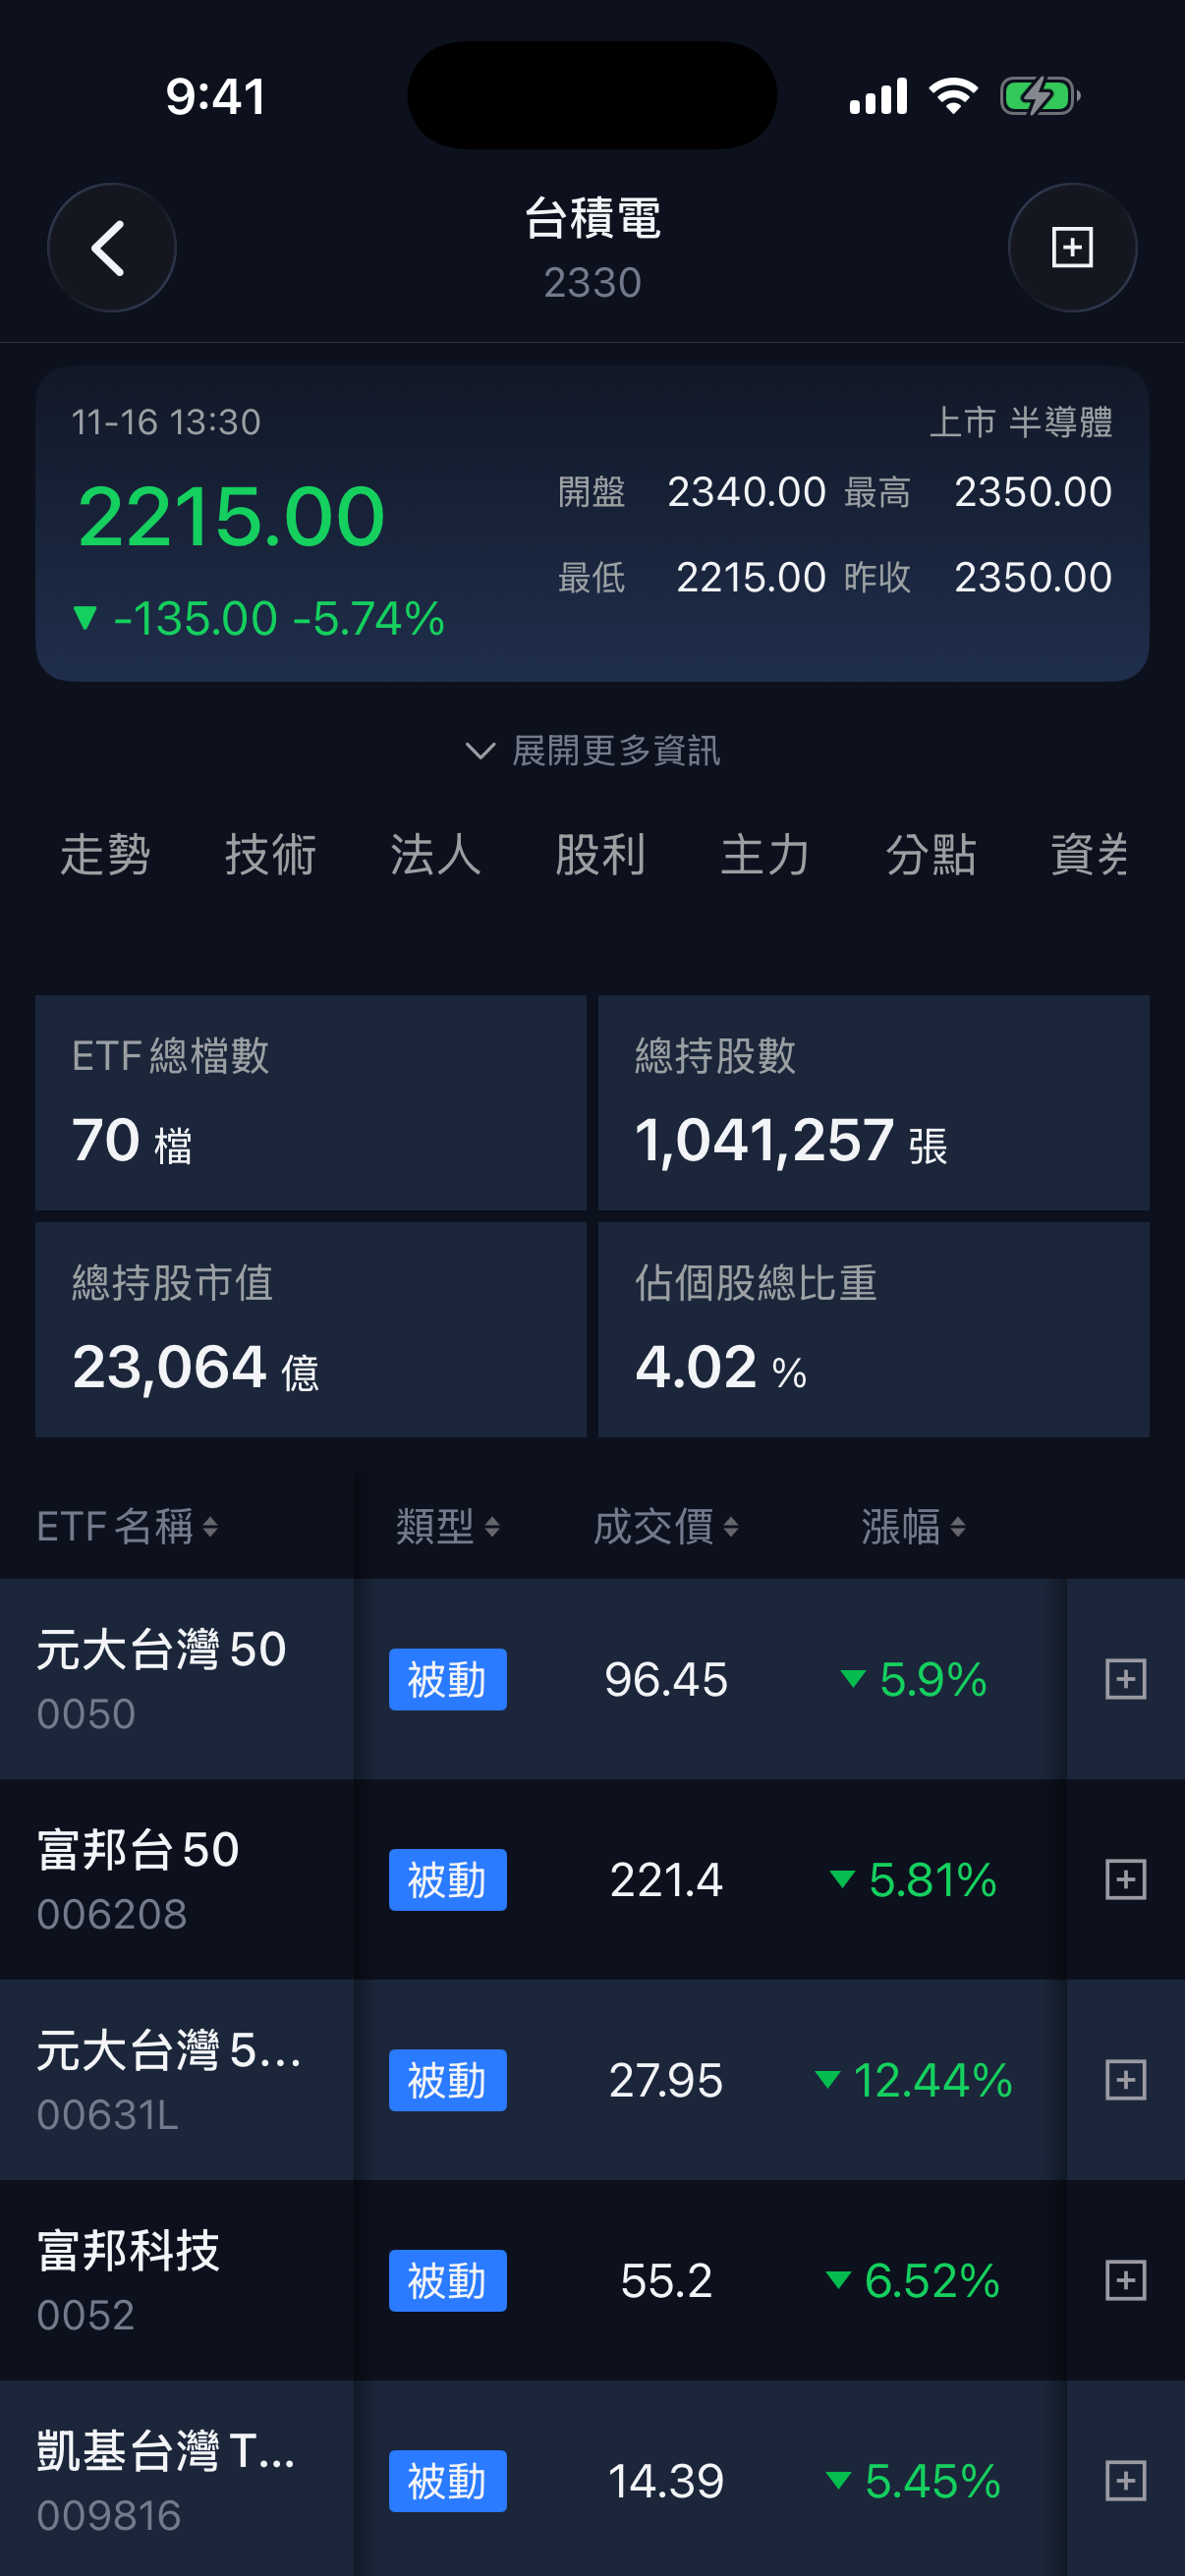 9:41
台積電
2330
11-16 13:30
上市 半導體
2215.00
開盤 2340.00 最高 2350.00
最低 2215.00 昨收 2350.00
▼ -135.00 -5.74%
展開更多資訊
走勢 技術 法人 股利 主力 分點 資券
ETF 總檔數
70 檔
總持股數
1,041,257 張
總持股市值
23,064 億
佔個股總比重
4.02 %
ETF 名稱 類型 成交價 漲幅
元大台灣 50
0050
被動 96.45 ▼ 5.9%
富邦台 50
006208
被動 221.4 ▼ 5.81%
元大台灣 5...
00631L
被動 27.95 ▼ 12.44%
富邦科技
0052
被動 55.2 ▼ 6.52%
凱基台灣 T...
009816
被動 14.39 ▼ 5.45%